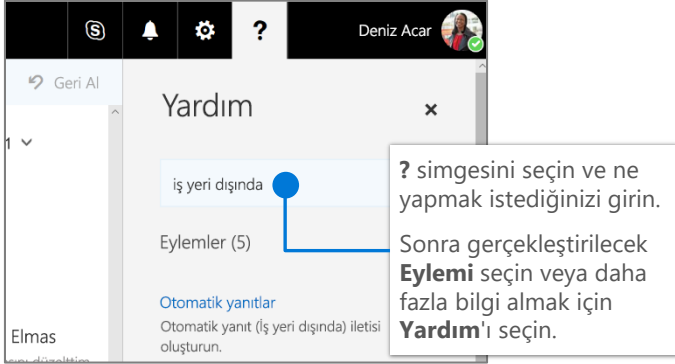 ? Deniz Acar
Geri Al
Yardım
iş yeri dışında
Eylemler (5)
Otomatik yanıtlar
Otomatik yanıt (İş yeri dışında) iletisi
oluşturun.
Elmas
? simgesini seçin ve ne
yapmak istediğinizi girin.
Sonra gerçekleştirilecek
Eylemi seçin veya daha
fazla bilgi almak için
Yardım'ı seçin.